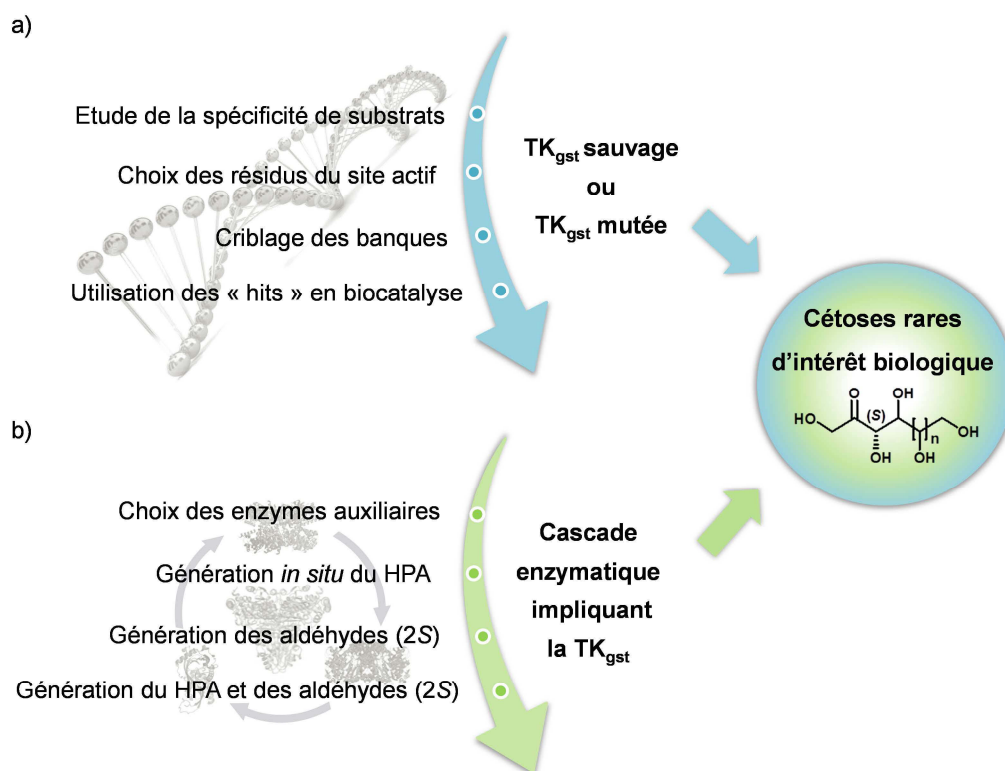 a)
Etude de la spécificité de substrats
Choix des résidus du site actif
Criblage des banques
Utilisation des « hits » en biocatalyse
TKgst sauvage
ou
TKgst mutée
Cétoses rares
d'intérêt biologique
O
OH
HO
(S)
n
OH
OH
OH
b)
Choix des enzymes auxiliaires
Génération in situ du HPA
Génération des aldéhydes (2S)
Génération du HPA et des aldéhydes (2S)
Cascade
enzymatique
impliquant
la TKgst